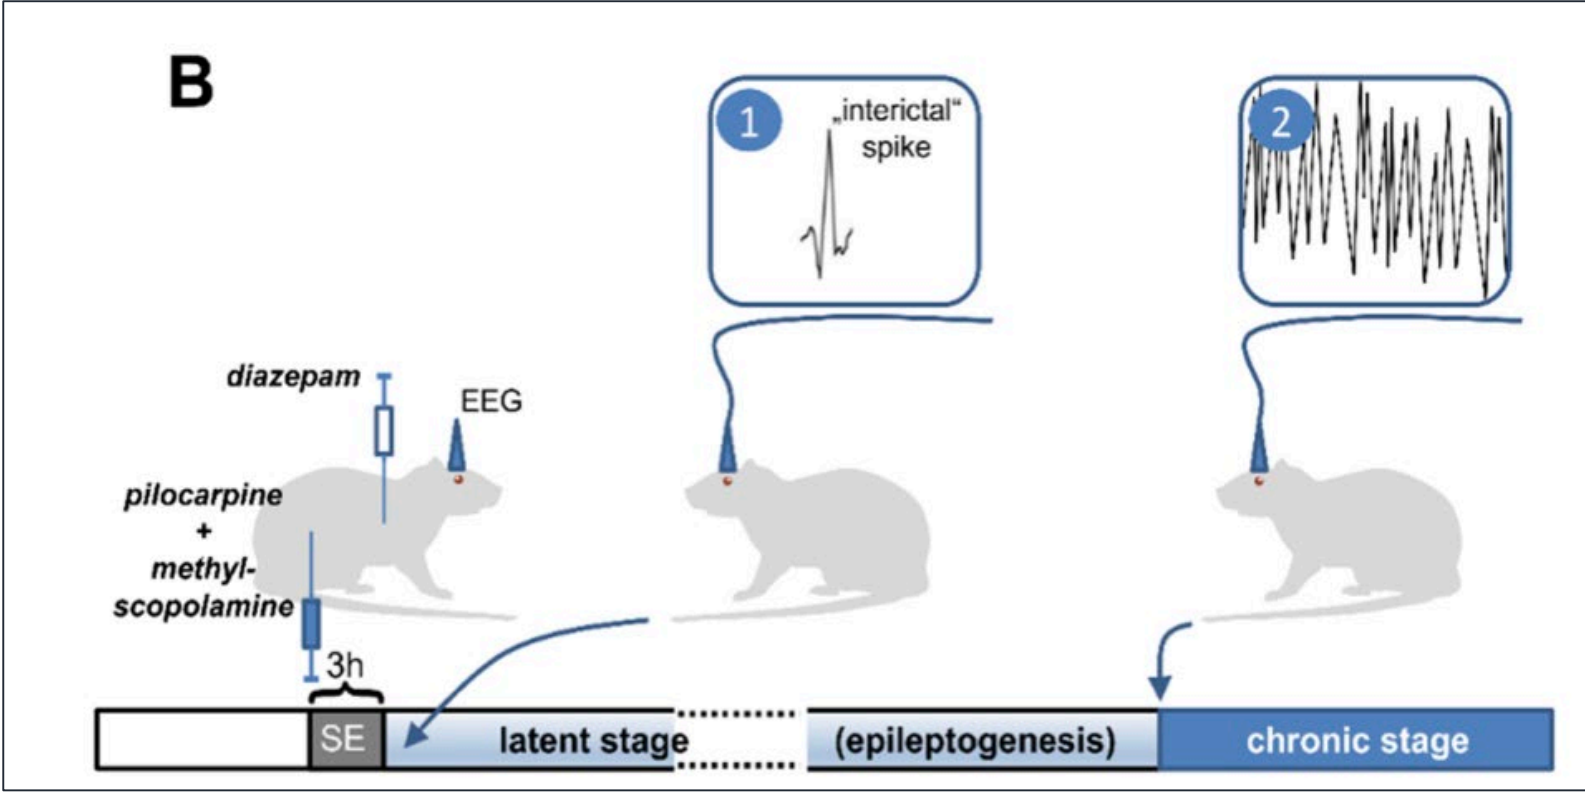 B
1
„interictal“
spike
2
diazepam
EEG
pilocarpine
+
methyl-
scopolamine
3h
SE
latent stage
(epileptogenesis)
chronic stage